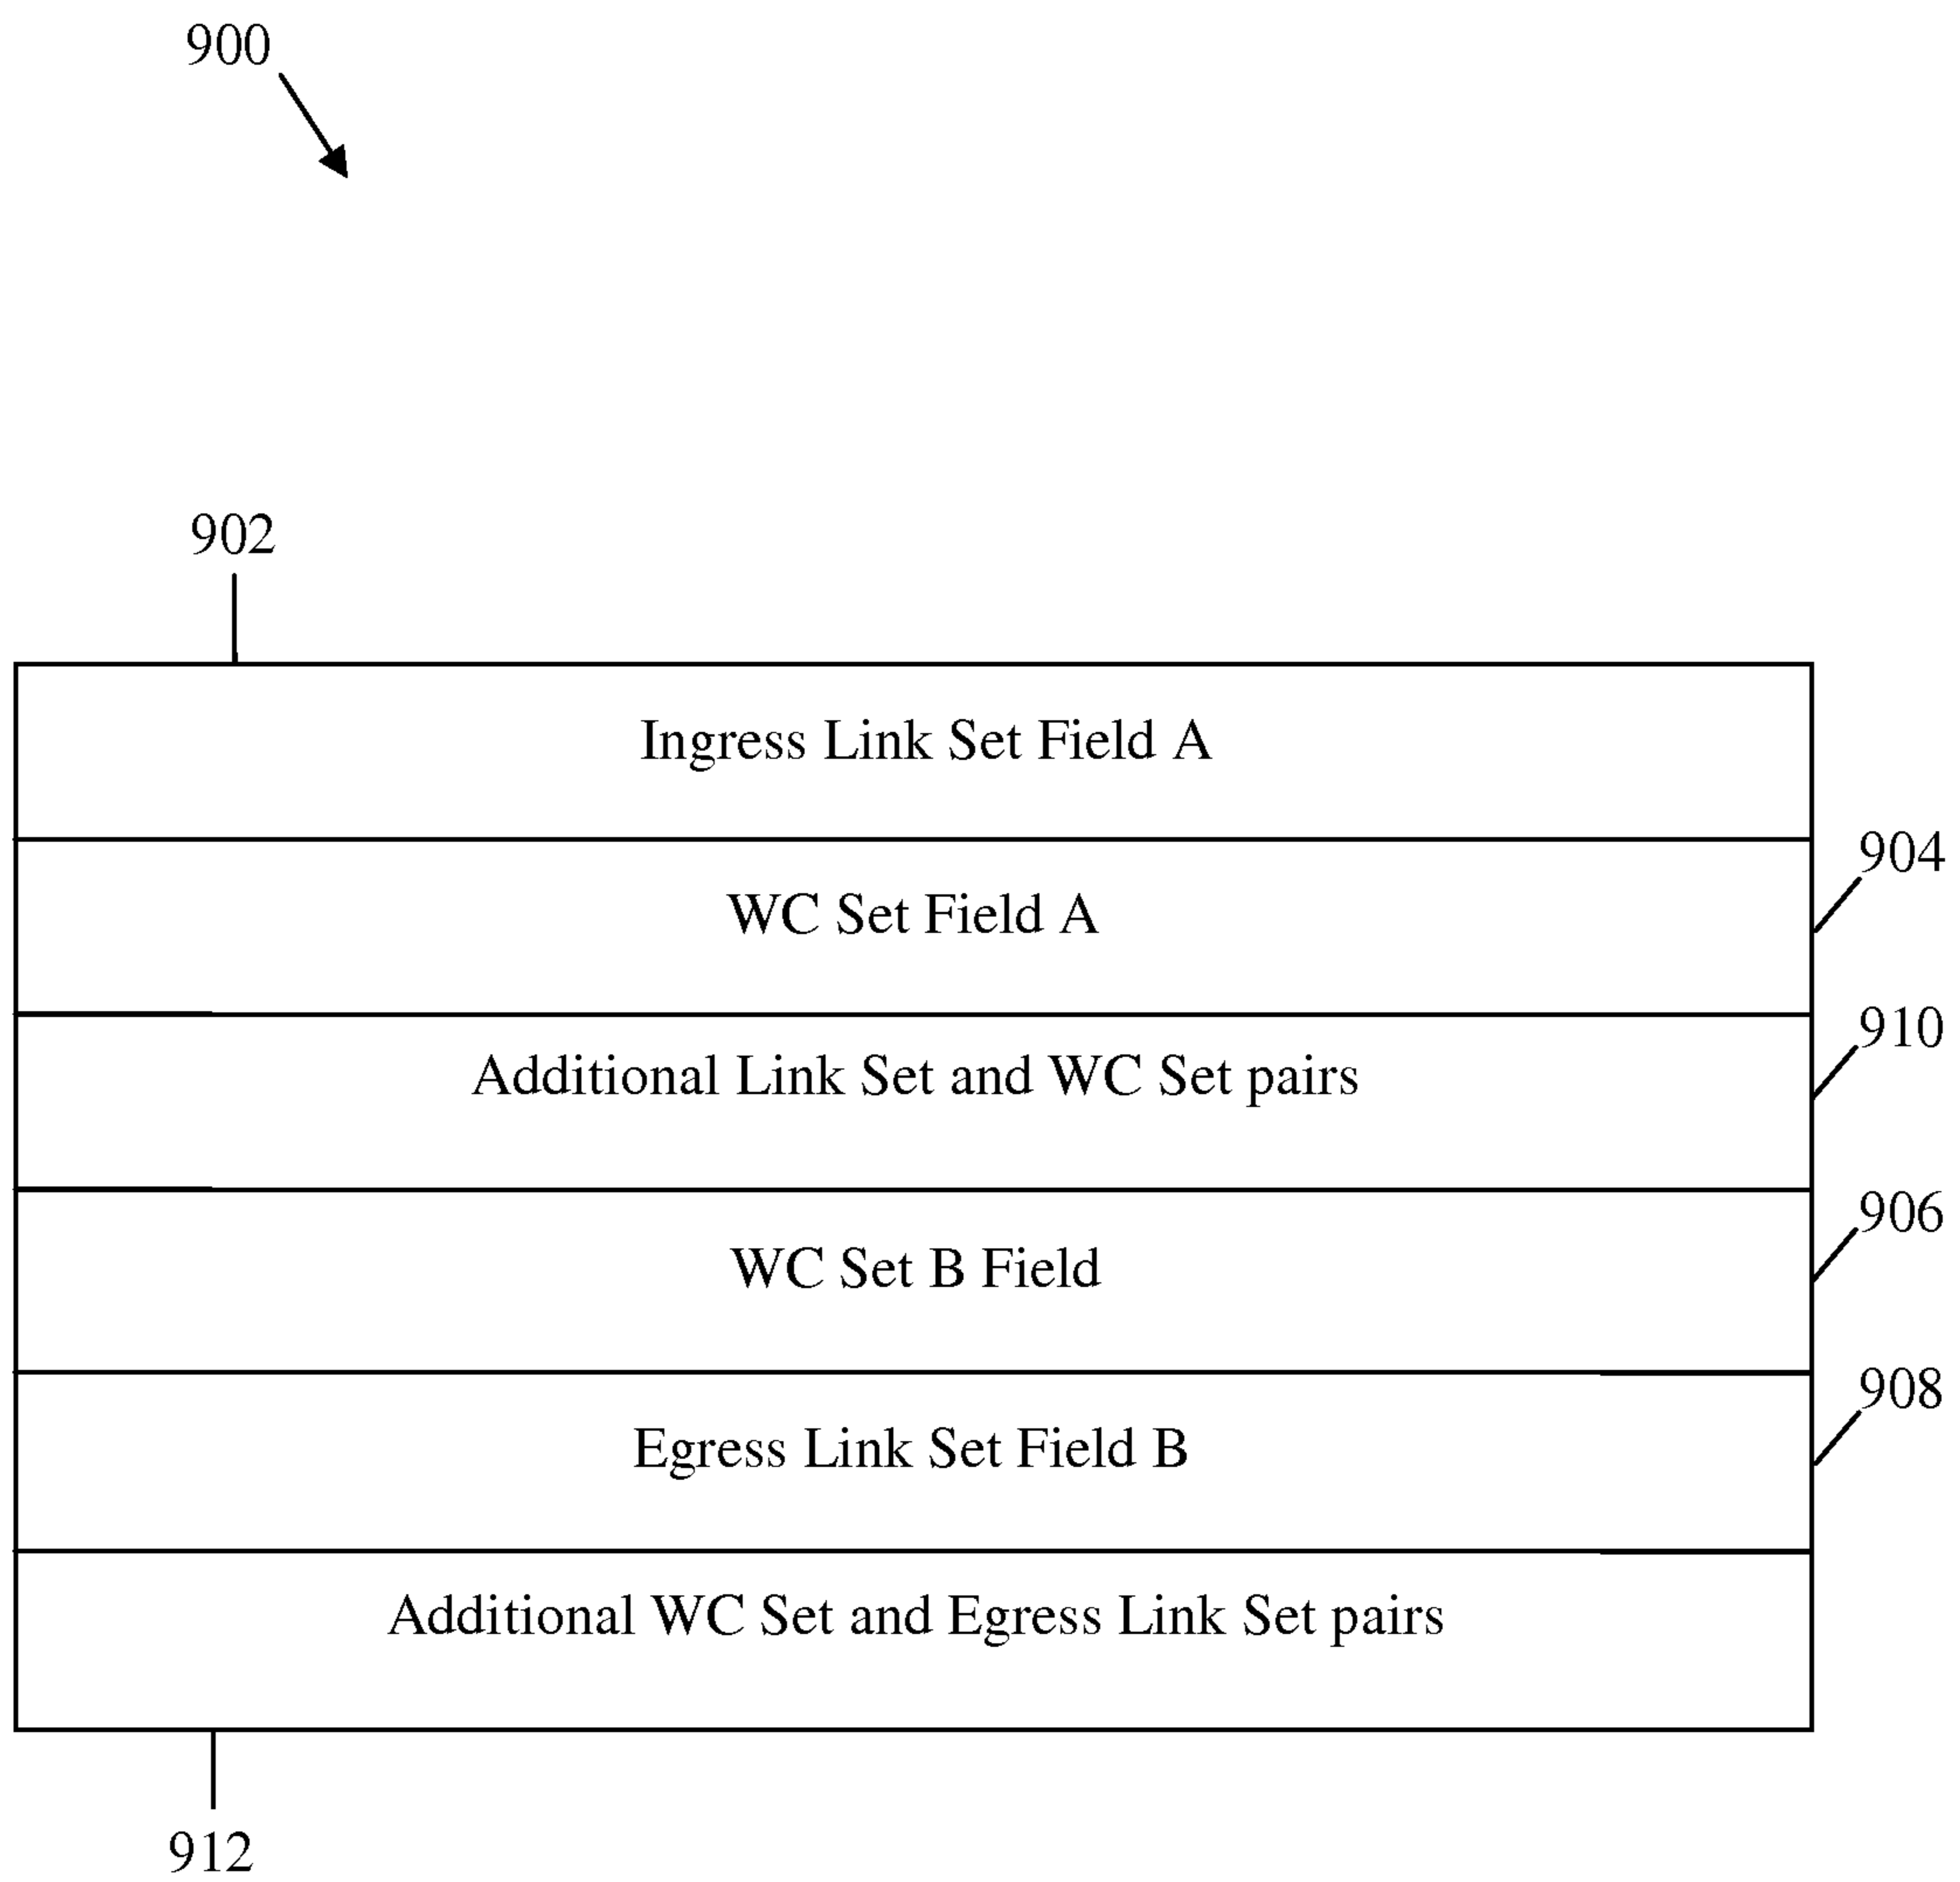 900
902
Ingress Link Set Field A
904
WC Set Field A
910
Additional Link Set and WC Set pairs
906
WC Set B Field
908
Egress Link Set Field B
Additional WC Set and Egress Link Set pairs
912